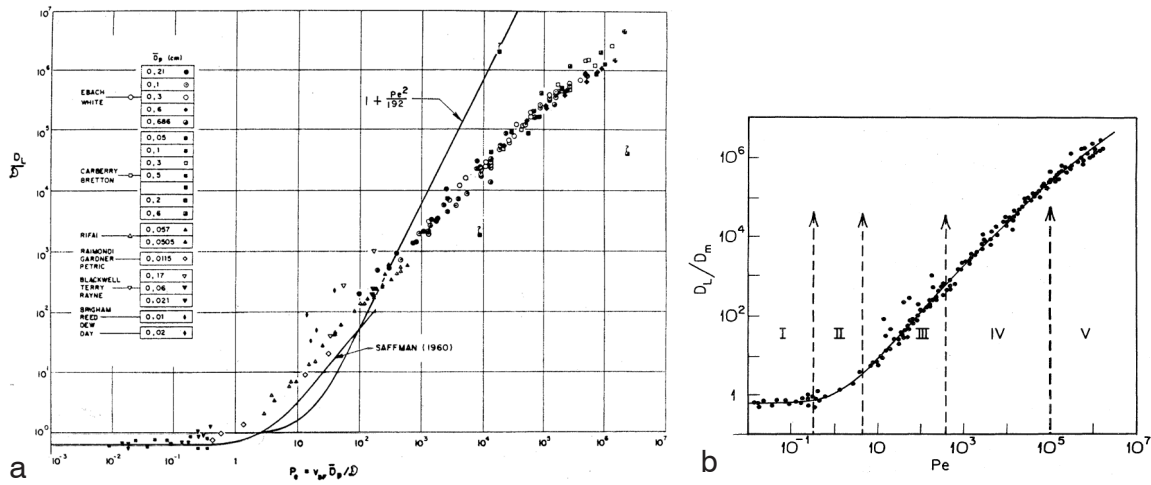 10^7
10^6
10^5
10^4
10^3
10^2
10^1
10^0
10^-1
D_L
D̄p (cm)
EBACH
WHITE
0,21
0,1
0,3
0,6
0,686
CARBERRY
BRETTON
0,05
0,1
0,3
0,5
0,2
0,6
RIFAI
0,057
0,0505
RAIMONDI
GARDNER
PETRIC
0,0115
BLACKWELL
TERRY
RAYNE
0,17
0,06
0,021
BRIGHAM
REED
DEW
DAY
0,01
0,02
1 + Pe^2/192
?
?
?
SAFFMAN (1960)
10^-3 10^-2 10^-1 1 10^1 10^2 10^3 10^4 10^5 10^6 10^7
a
10^6
10^4
10^2
1
D_L/D_m
I II III IV V
10^-1 10 10^3 10^5 10^7
Pe
b